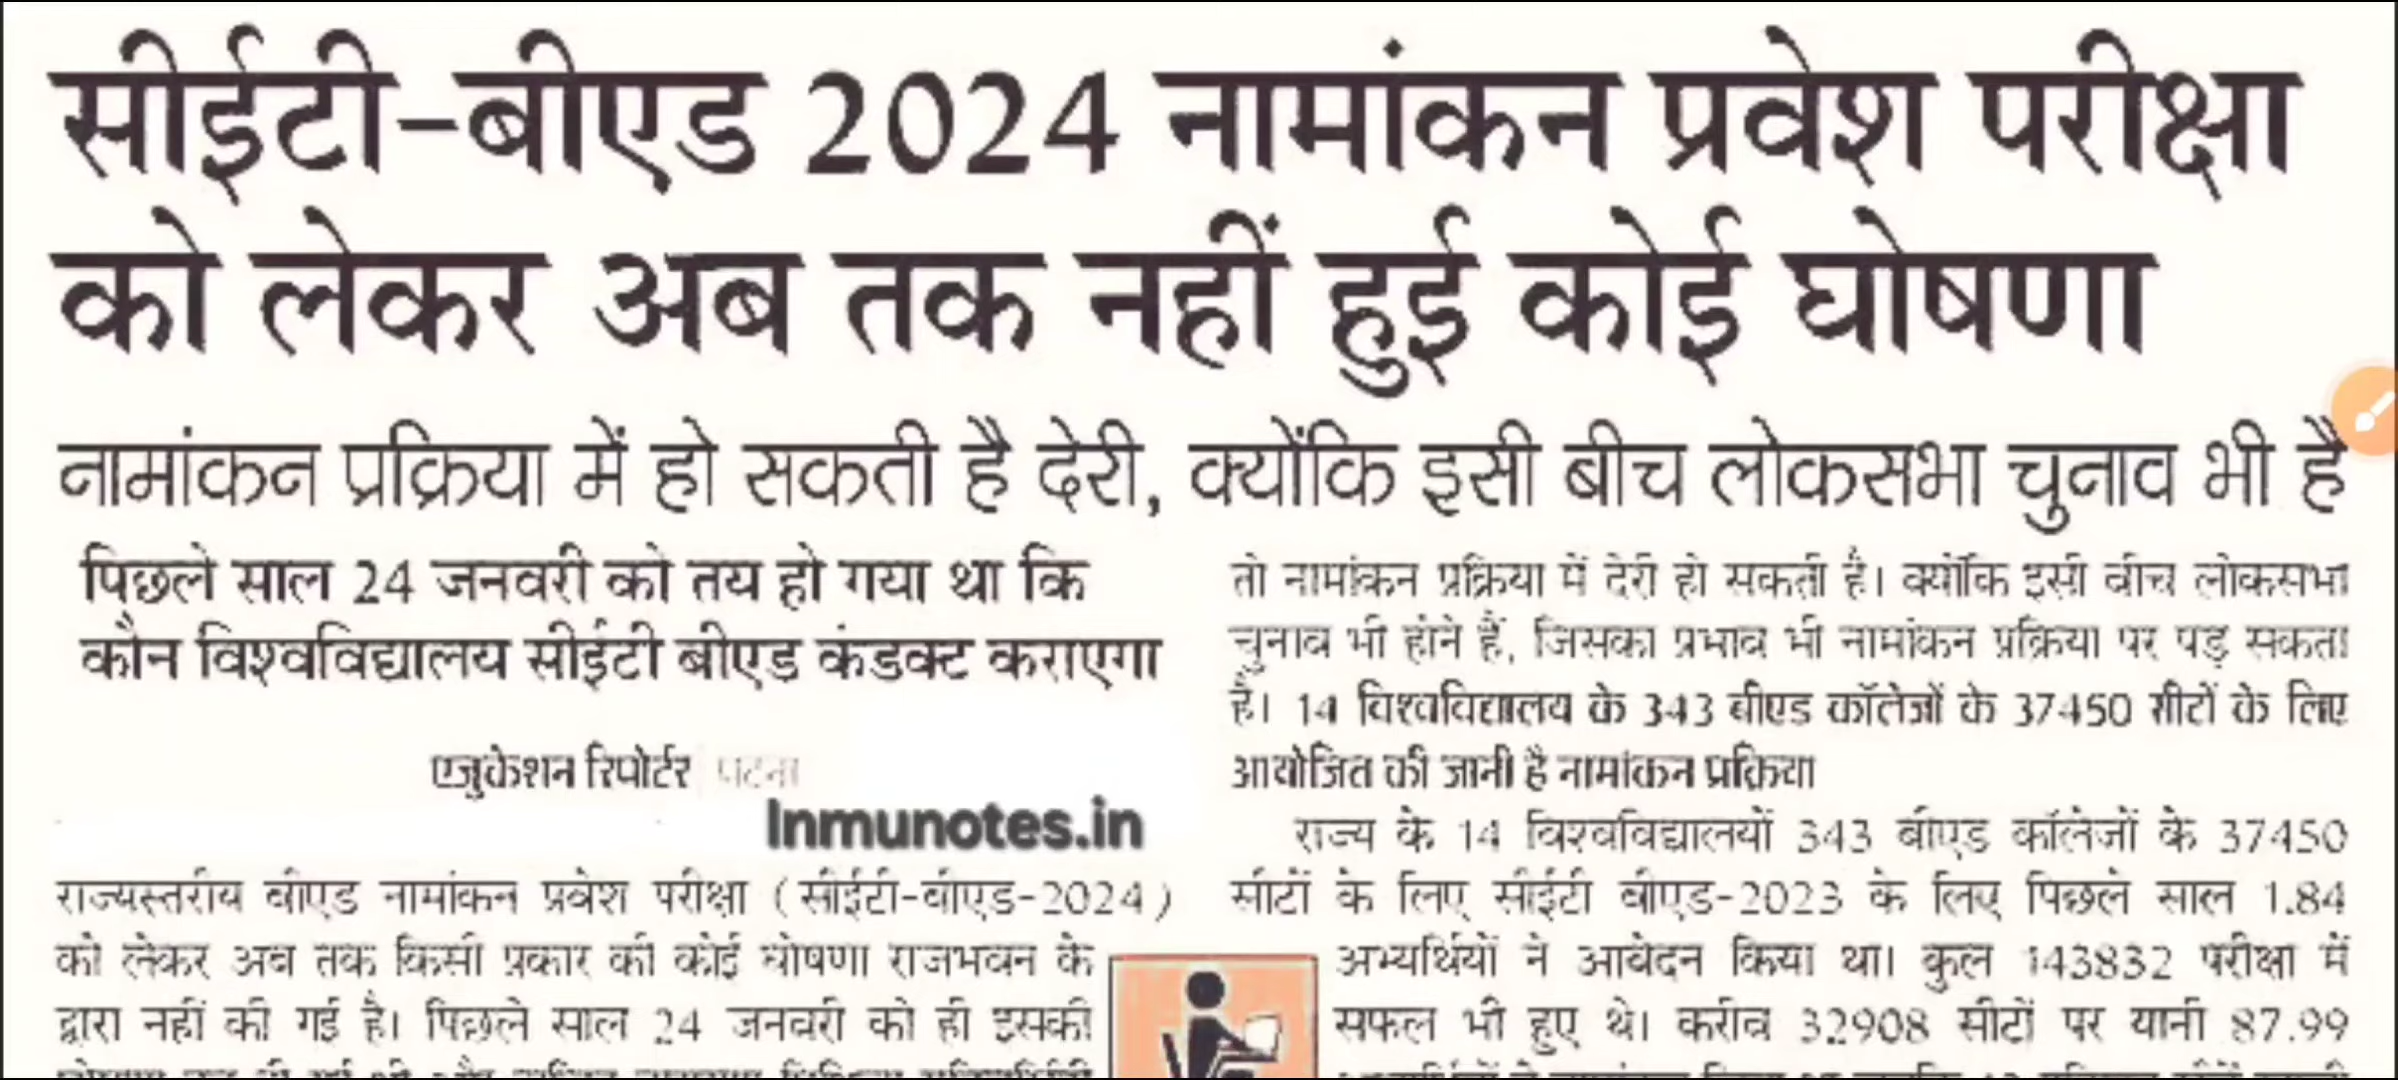 सीईटी-बीएड 2024 नामांकन प्रवेश परीक्षा
को लेकर अब तक नहीं हुई कोई घोषणा
नामांकन प्रक्रिया में हो सकती है देरी, क्योंकि इसी बीच लोकसभा चुनाव भी है
पिछले साल 24 जनवरी को तय हो गया था कि
कौन विश्वविद्यालय सीईटी बीएड कंडक्ट कराएगा
एजुकेशन रिपोर्टर | पटना
Inmunotes.in
राज्यस्तरीय बीएड नामांकन प्रवेश परीक्षा (सीईटी-बीएड-2024)
को लेकर अब तक किसी प्रकार की कोई घोषणा राजभवन के
द्वारा नहीं की गई है। पिछले साल 24 जनवरी को ही इसकी
तो नामांकन प्रक्रिया में देरी हो सकती है। क्योंकि इसी बीच लोकसभा
चुनाव भी होने हैं, जिसका प्रभाव भी नामांकन प्रक्रिया पर पड़ सकता
है। 14 विश्वविद्यालय के 343 बीएड कॉलेजों के 37450 सीटों के लिए
आयोजित की जानी है नामांकन प्रक्रिया
राज्य के 14 विश्वविद्यालयों 343 बीएड कॉलेजों के 37450
सीटों के लिए सीईटी बीएड-2023 के लिए पिछले साल 1.84
अभ्यर्थियों ने आवेदन किया था। कुल 143832 परीक्षा में
सफल भी हुए थे। करीब 32908 सीटों पर यानी 87.99